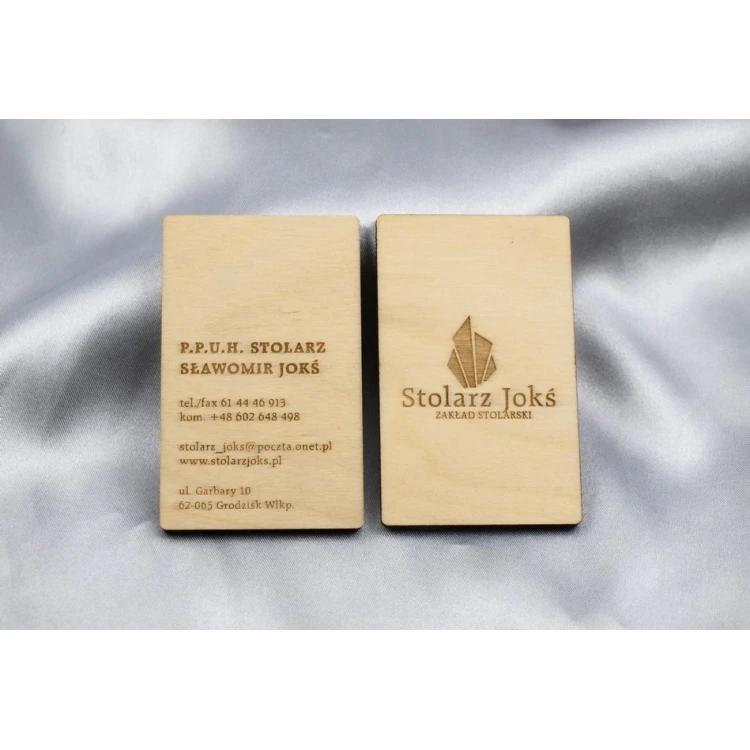 P.P.U.H. STOLARZ
SŁAWOMIR JOKŚ
tel./fax 61 44 46 913
kom. +48 602 648 498
stolarz_joks@poczta.onet.pl
www.stolarzjoks.pl
ul. Garbary 10
62-065 Grodzisk Wlkp.
Stolarz Jokś
ZAKŁAD STOLARSKI